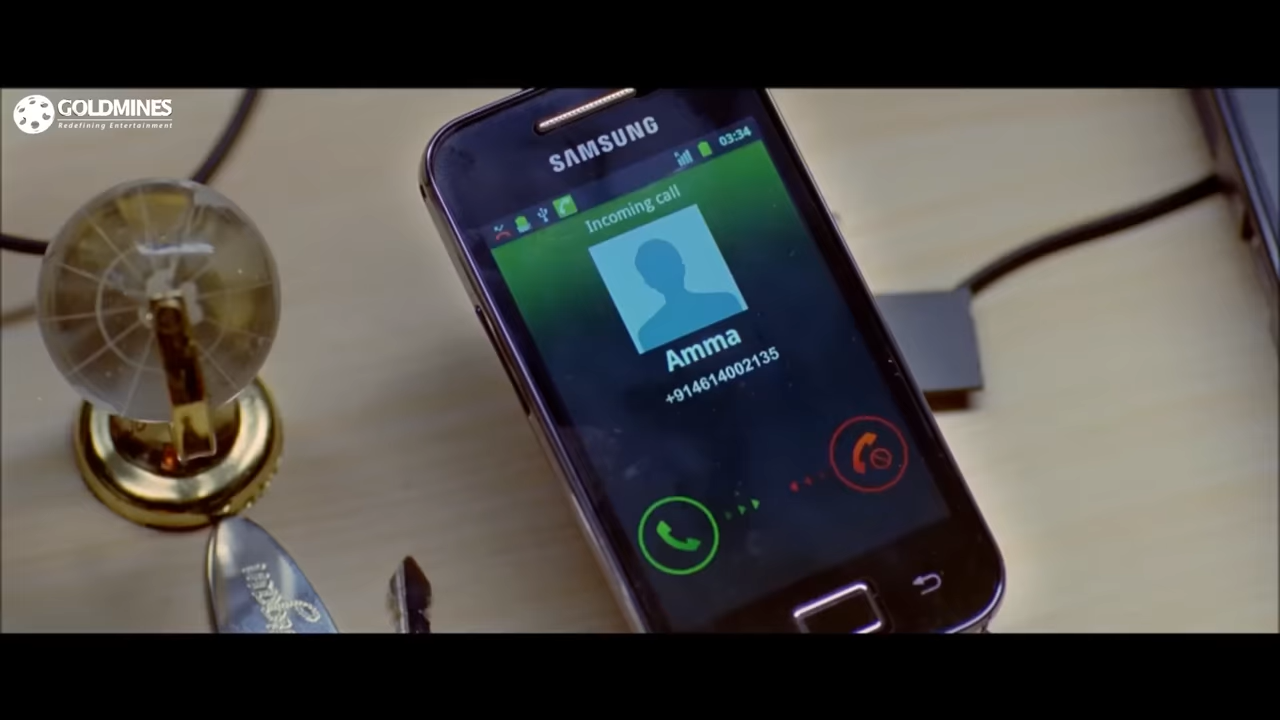 GOLDMINES
Redefining Entertainment
SAMSUNG
03:34
Incoming call
Amma
+914614002135